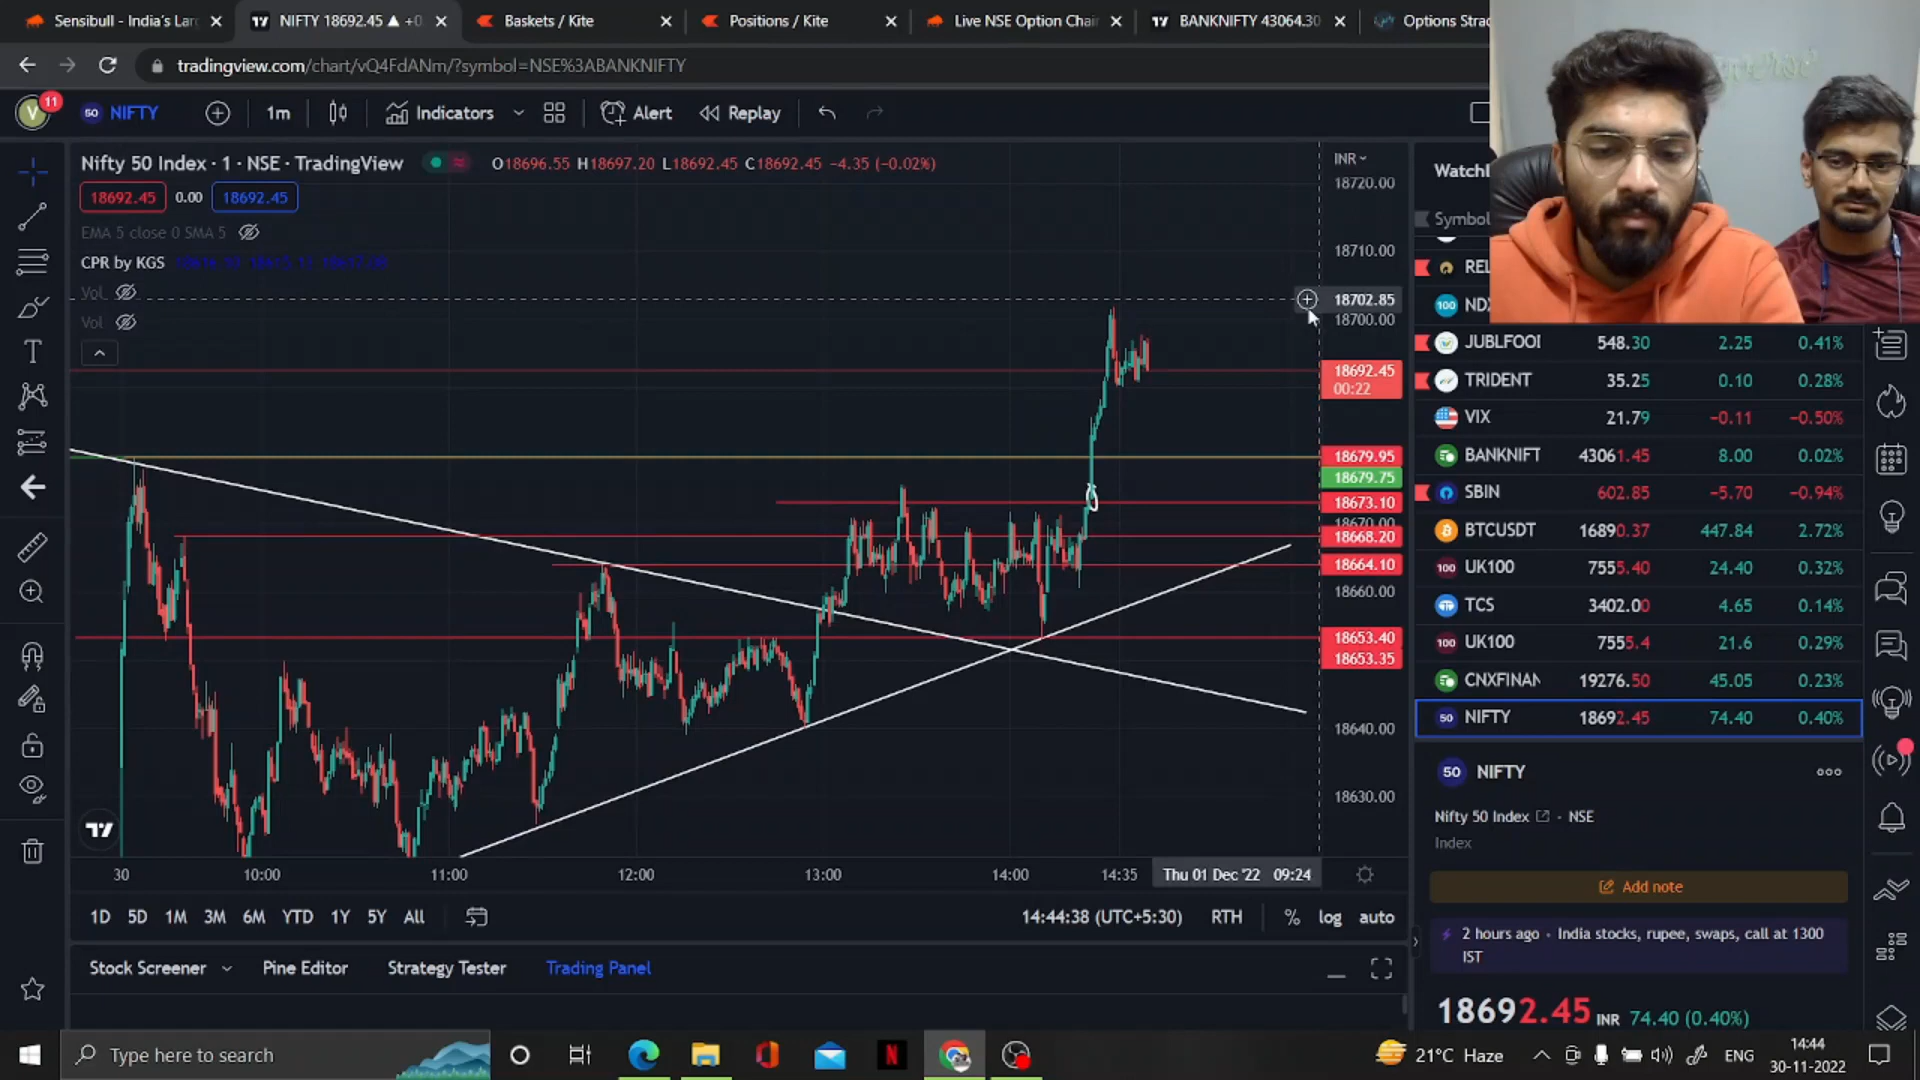 Sensibull - India's Lar
NIFTY 18692.45 ▲ +0
Baskets / Kite
Positions / Kite
Live NSE Option Chai
BANKNIFTY 43064.30
Options Stra
tradingview.com/chart/vQ4FdANm/?symbol=NSE%3ABANKNIFTY
V
11
50 NIFTY
1m
Indicators
Alert
Replay
Nifty 50 Index · 1 · NSE · TradingView
O18696.55 H18697.20 L18692.45 C18692.45 −4.35 (−0.02%)
18692.45 0.00 18692.45
EMA 5 close 0 SMA 5
CPR by KGS
Vol
Vol
INR
18720.00
18710.00
18702.85
18700.00
18692.45
00:22
18679.95
18679.75
18673.10
18670.00
18668.20
18664.10
18660.00
18653.40
18653.35
18640.00
18630.00
30 10:00 11:00 12:00 13:00 14:00 14:35 Thu 01 Dec '22 09:24
1D 5D 1M 3M 6M YTD 1Y 5Y All
14:44:38 (UTC+5:30) RTH % log auto
Stock Screener Pine Editor Strategy Tester Trading Panel
Watchl
Symbol
REL
100 NDX
JUBLFOOI 548.30 2.25 0.41%
TRIDENT 35.25 0.10 0.28%
VIX 21.79 −0.11 −0.50%
BANKNIFT 43061.45 8.00 0.02%
SBIN 602.85 −5.70 −0.94%
BTCUSDT 16890.37 447.84 2.72%
100 UK100 7555.40 24.40 0.32%
TCS 3402.00 4.65 0.14%
100 UK100 7555.4 21.6 0.29%
CNXFINAN 19276.50 45.05 0.23%
50 NIFTY 18692.45 74.40 0.40%
50 NIFTY
Nifty 50 Index · NSE
Index
Add note
2 hours ago · India stocks, rupee, swaps, call at 1300
IST
18692.45 INR 74.40 (0.40%)
Type here to search
21°C Haze
ENG
14:44
30-11-2022